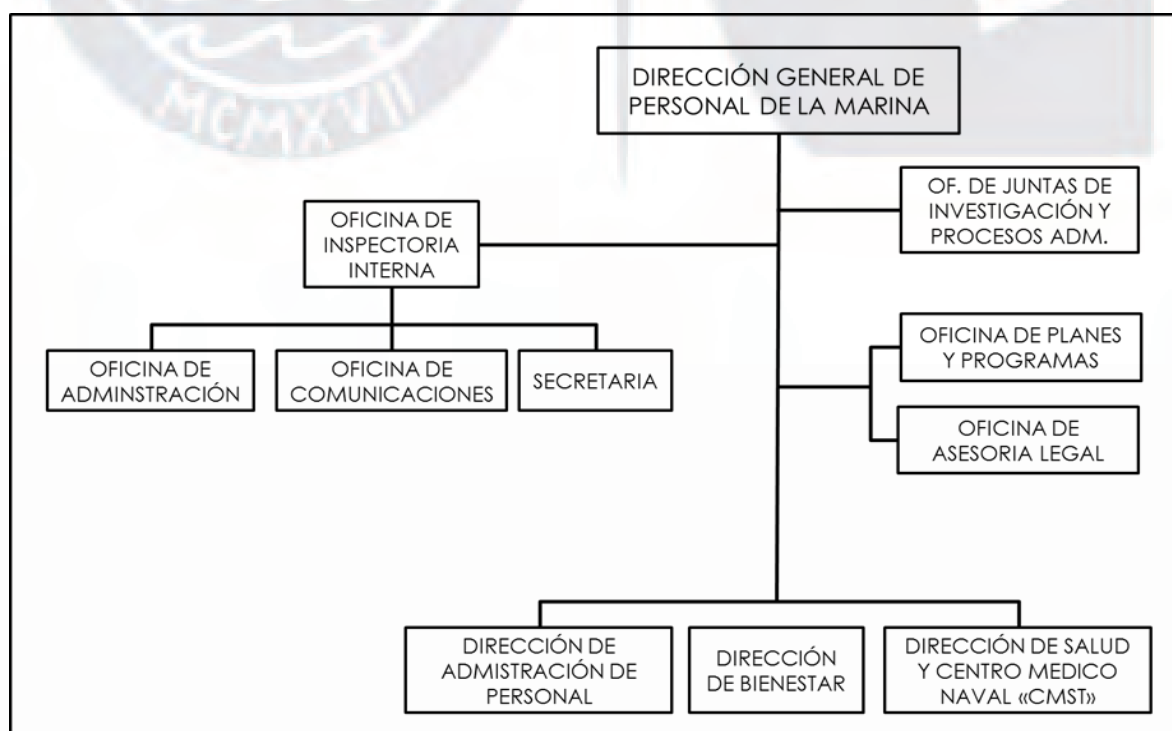 MCMXVII
DIRECCIÓN GENERAL DE
PERSONAL DE LA MARINA
OF. DE JUNTAS DE
INVESTIGACIÓN Y
PROCESOS ADM.
OFICINA DE
INSPECTORIA
INTERNA
OFICINA DE
ADMINSTRACIÓN
OFICINA DE
COMUNICACIONES
SECRETARIA
OFICINA DE PLANES
Y PROGRAMAS
OFICINA DE
ASESORIA LEGAL
DIRECCIÓN DE
ADMISTRACIÓN DE
PERSONAL
DIRECCIÓN
DE BIENESTAR
DIRECCIÓN DE SALUD
Y CENTRO MEDICO
NAVAL «CMST»